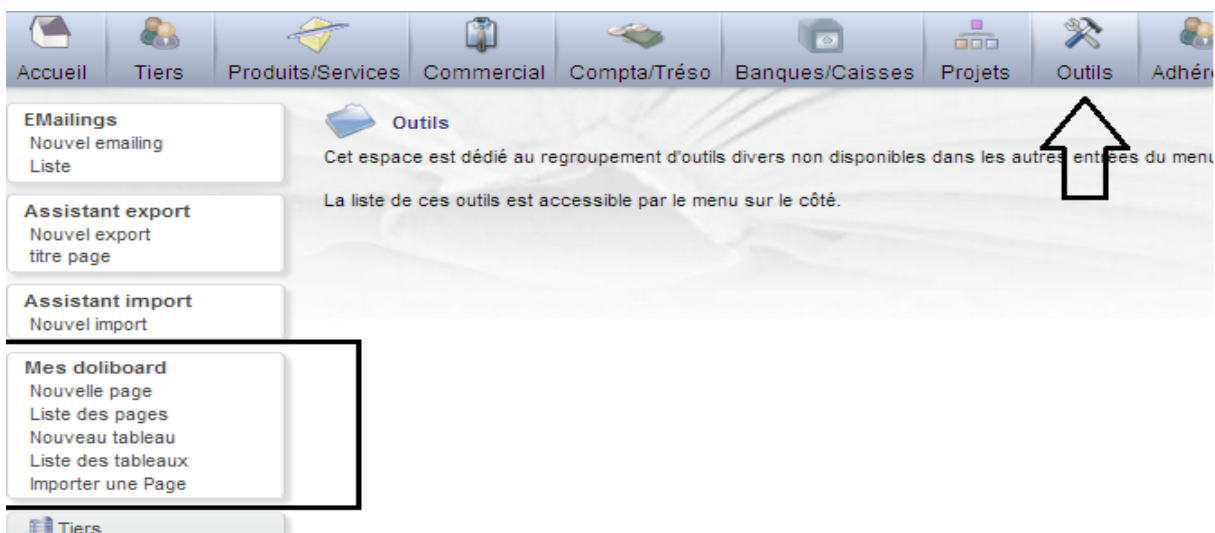 Accueil Tiers Produits/Services Commercial Compta/Tréso Banques/Caisses Projets Outils Adhér
EMailings
Nouvel emailing
Liste
Assistant export
Nouvel export
titre page
Assistant import
Nouvel import
Mes doliboard
Nouvelle page
Liste des pages
Nouveau tableau
Liste des tableaux
Importer une Page
Tiers
Outils
Cet espace est dédié au regroupement d'outils divers non disponibles dans les autres entrées du menu
La liste de ces outils est accessible par le menu sur le côté.